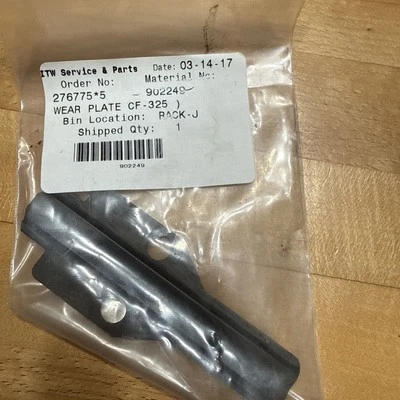 ITW Service & Parts Date: 03-14-17
Order No: Material No:
276775*5 - 902249
WEAR PLATE CF-325 )
Bin Location: RACK-J
Shipped Qty: 1
902249